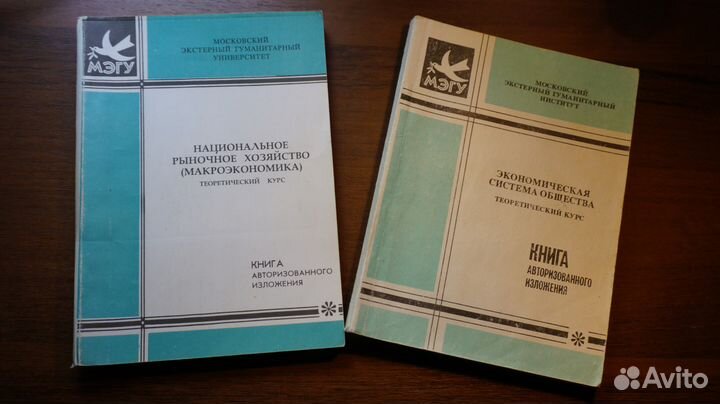 МЭГУ
МОСКОВСКИЙ
ЭКСТЕРНЫЙ ГУМАНИТАРНЫЙ
УНИВЕРСИТЕТ
НАЦИОНАЛЬНОЕ
РЫНОЧНОЕ ХОЗЯЙСТВО
(МАКРОЭКОНОМИКА)
ТЕОРЕТИЧЕСКИЙ КУРС
КНИГА
АВТОРИЗОВАННОГО
ИЗЛОЖЕНИЯ
МЭГУ
МОСКОВСКИЙ
ЭКСТЕРНЫЙ ГУМАНИТАРНЫЙ
ИНСТИТУТ
ЭКОНОМИЧЕСКАЯ
СИСТЕМА ОБЩЕСТВА
ТЕОРЕТИЧЕСКИЙ КУРС
КНИГА
АВТОРИЗОВАННОГО
ИЗЛОЖЕНИЯ
Avito